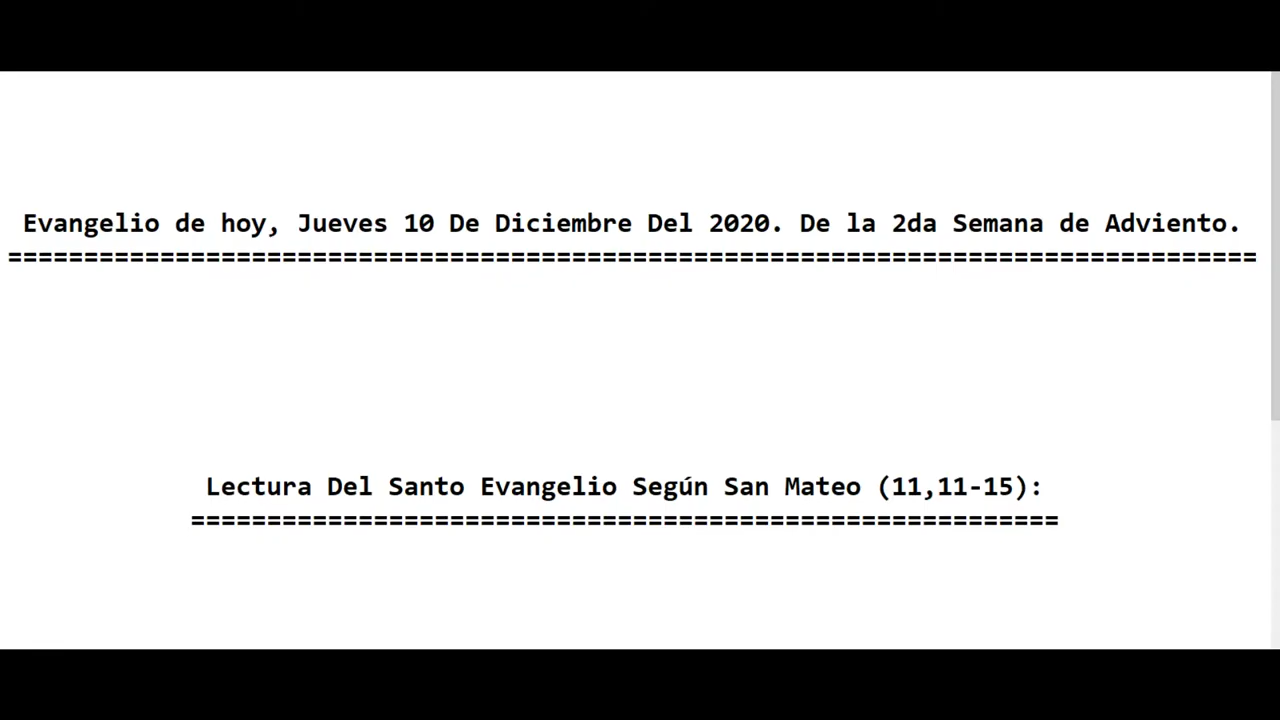 Evangelio de hoy, Jueves 10 De Diciembre Del 2020. De la 2da Semana de Adviento.
==================================================================================
Lectura Del Santo Evangelio Según San Mateo (11,11-15):
=========================================================